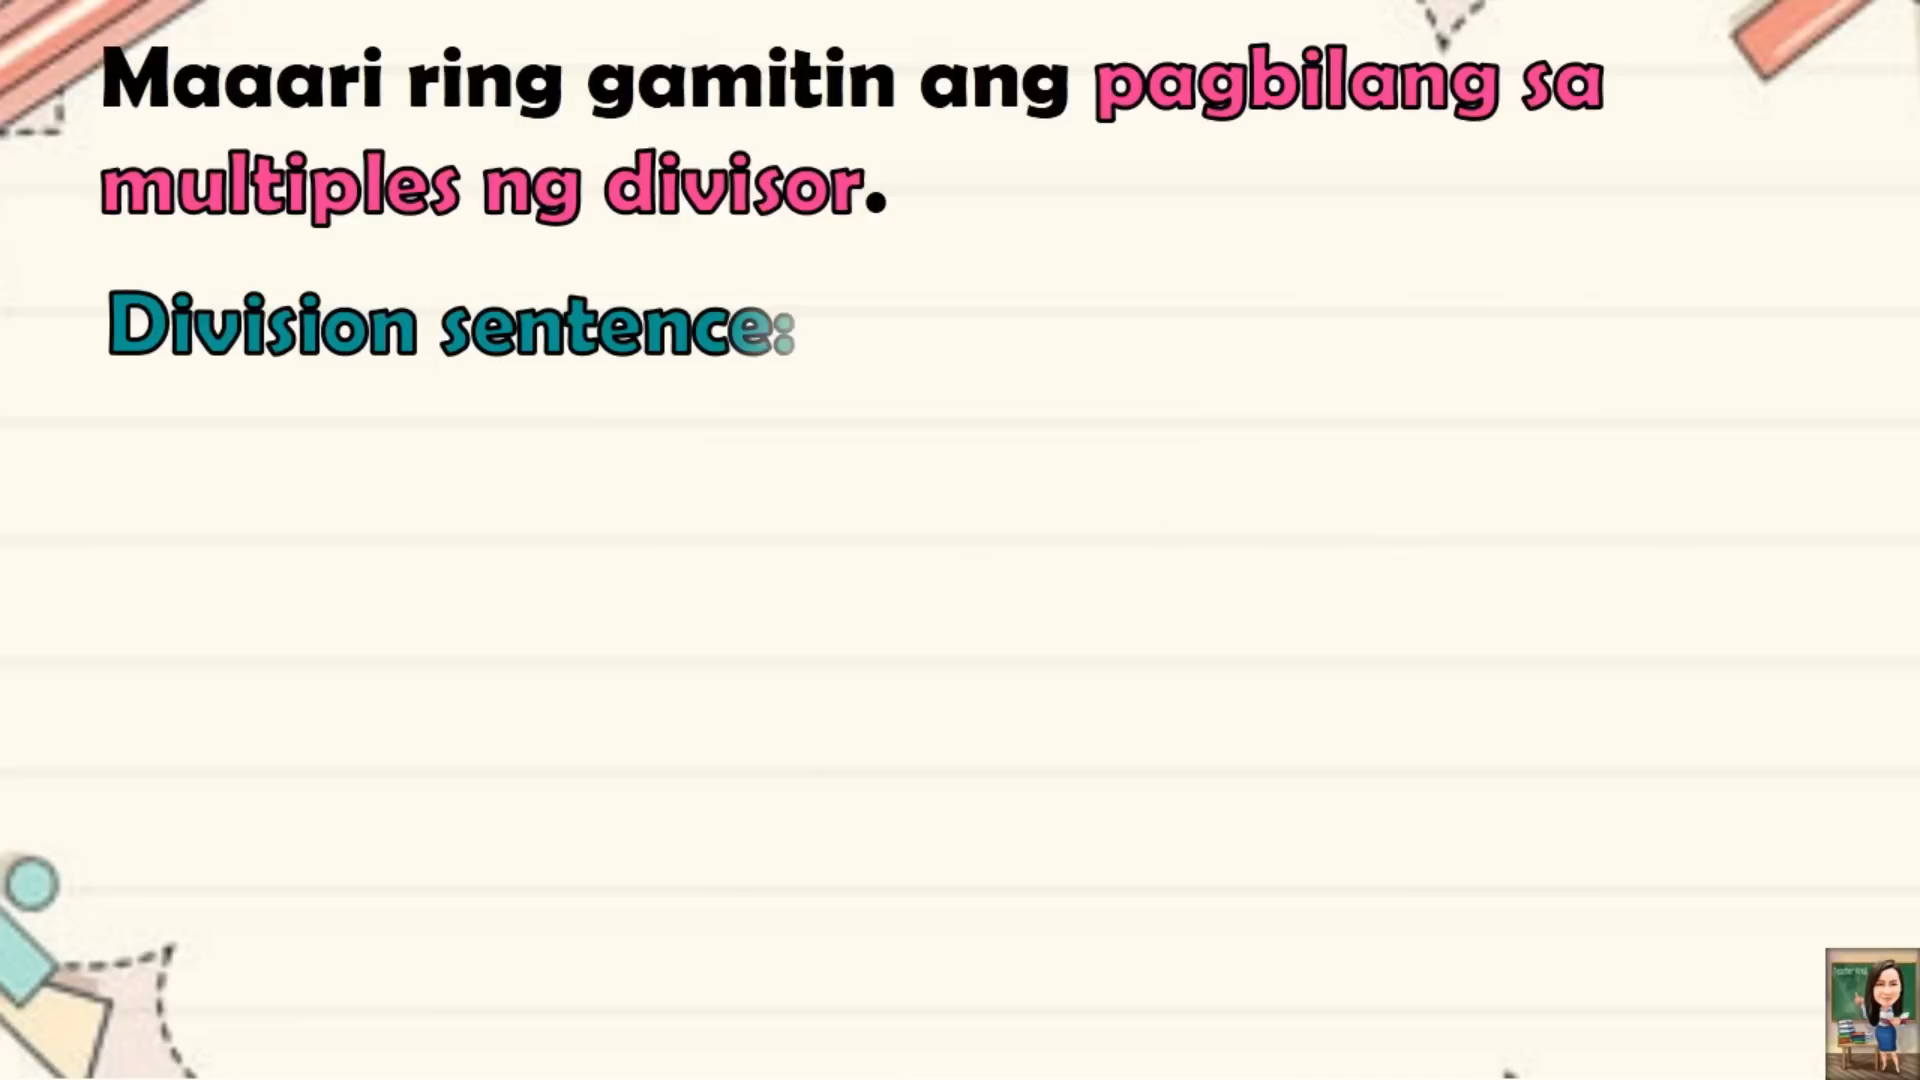 Maaari ring gamitin ang pagbilang sa
multiples ng divisor.
Division sentence: